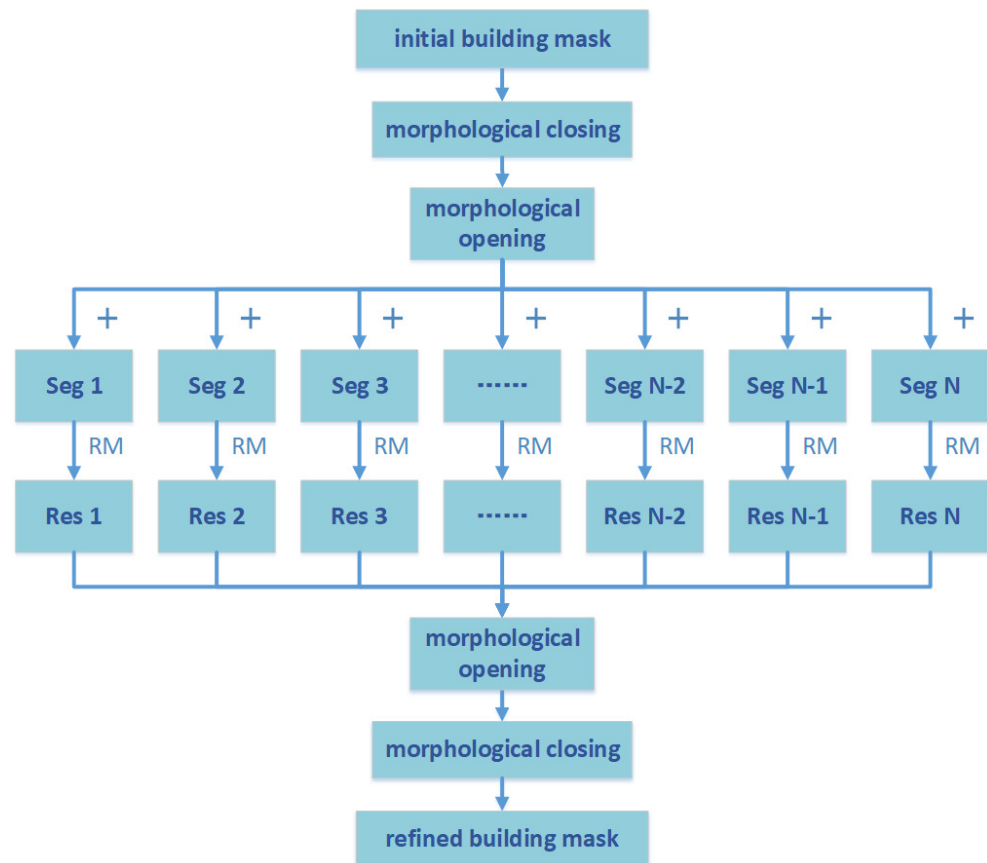 initial building mask
morphological closing
morphological
opening
+ + + + + + +
Seg 1 Seg 2 Seg 3 ······ Seg N-2 Seg N-1 Seg N
RM RM RM RM RM RM RM
Res 1 Res 2 Res 3 ······ Res N-2 Res N-1 Res N
morphological
opening
morphological closing
refined building mask